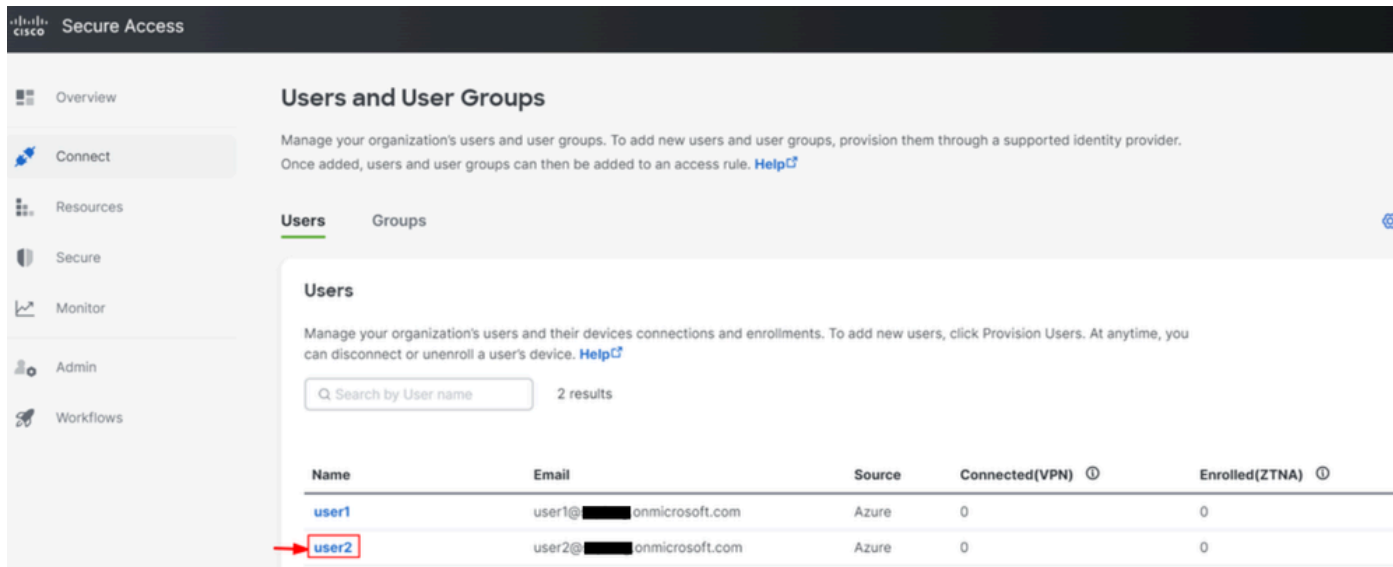 cisco Secure Access
Overview
Connect
Resources
Secure
Monitor
Admin
Workflows
Users and User Groups
Manage your organization's users and user groups. To add new users and user groups, provision them through a supported identity provider.
Once added, users and user groups can then be added to an access rule. Help
Users Groups
Users
Manage your organization's users and their devices connections and enrollments. To add new users, click Provision Users. At anytime, you
can disconnect or unenroll a user's device. Help
Search by User name 2 results
Name Email Source Connected(VPN) Enrolled(ZTNA)
user1 user1@ onmicrosoft.com Azure 0 0
user2 user2@ onmicrosoft.com Azure 0 0